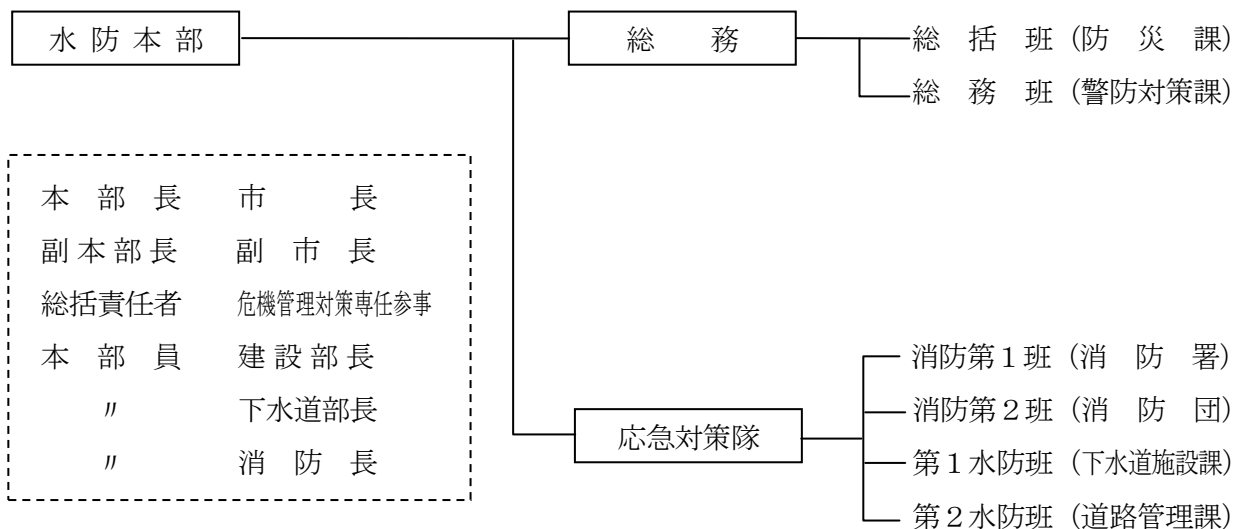 水防本部
総務
総括班（防災課）
総務班（警防対策課）
本部長 市長
副本部長 副市長
総括責任者 危機管理対策専任参事
本部員 建設部長
〃 下水道部長
〃 消防長
応急対策隊
消防第１班（消防署）
消防第２班（消防団）
第１水防班（下水道施設課）
第２水防班（道路管理課）